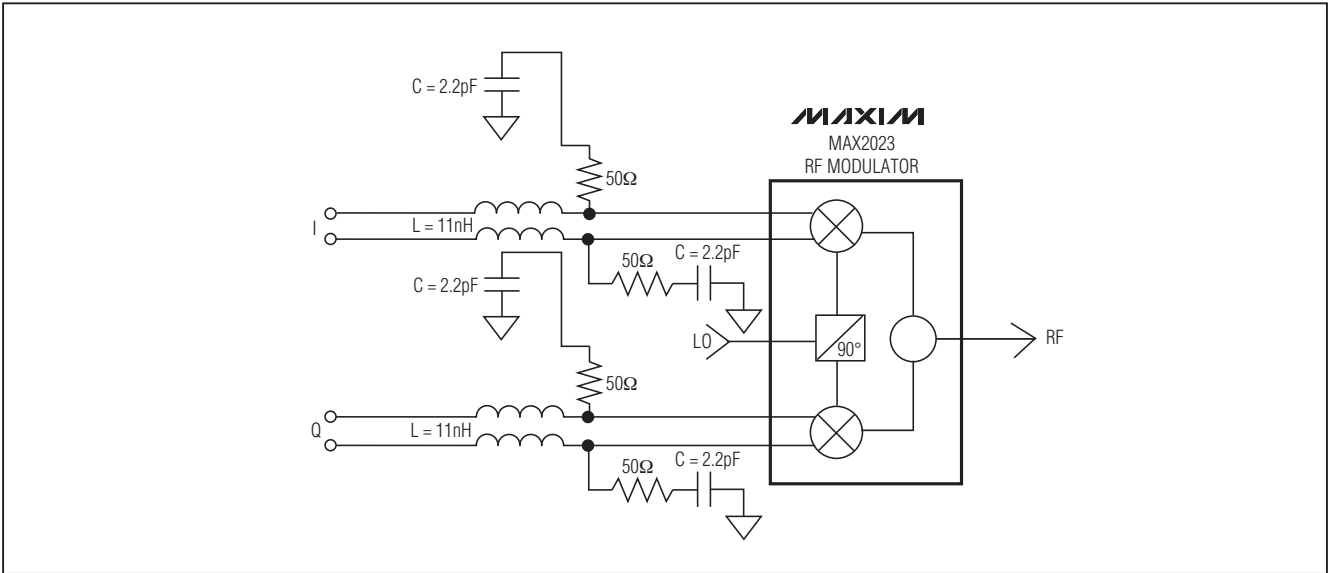 C = 2.2pF
MAXIM
MAX2023
RF MODULATOR
50Ω
I
L = 11nH
50Ω
C = 2.2pF
C = 2.2pF
LO
90°
RF
50Ω
Q
L = 11nH
50Ω
C = 2.2pF